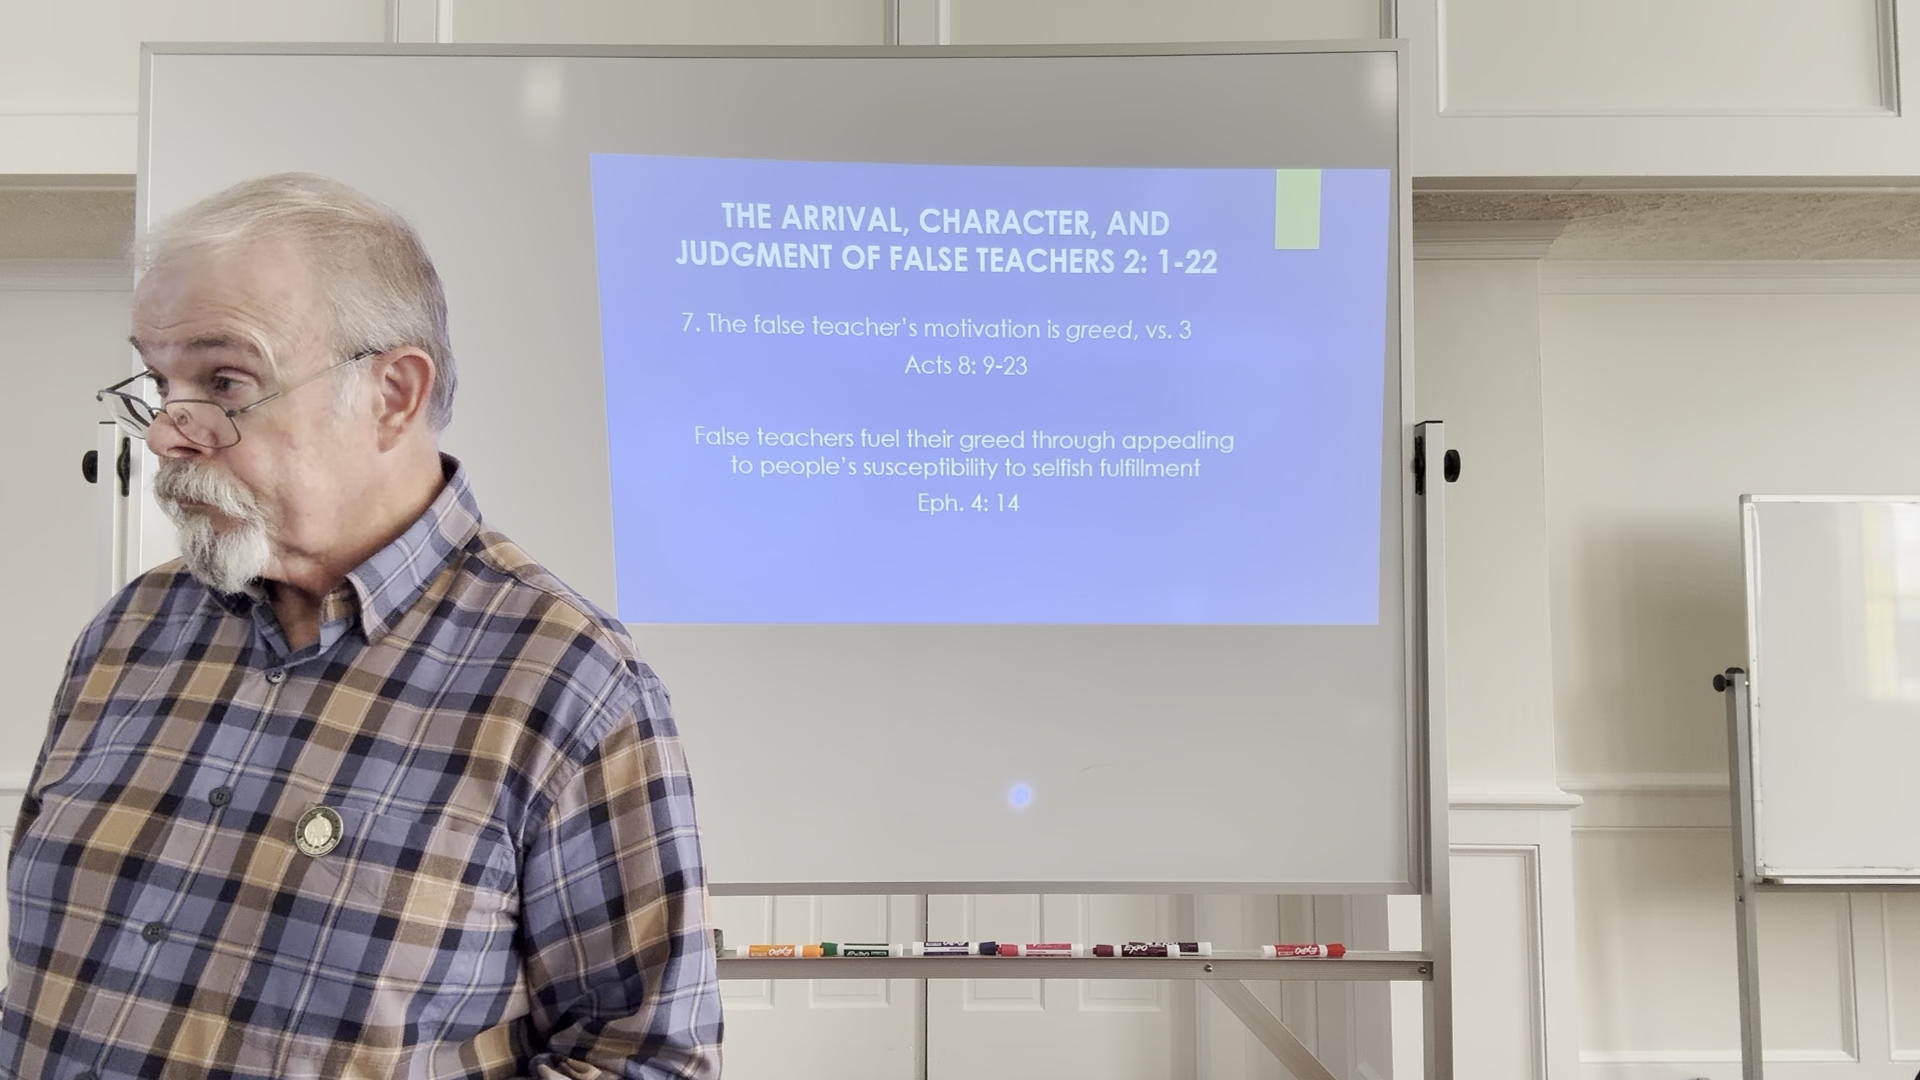 THE ARRIVAL, CHARACTER, AND
JUDGMENT OF FALSE TEACHERS 2: 1-22
7. The false teacher's motivation is greed, vs. 3
Acts 8: 9-23
False teachers fuel their greed through appealing
to people's susceptibility to selfish fulfillment
Eph. 4: 14
EXPO